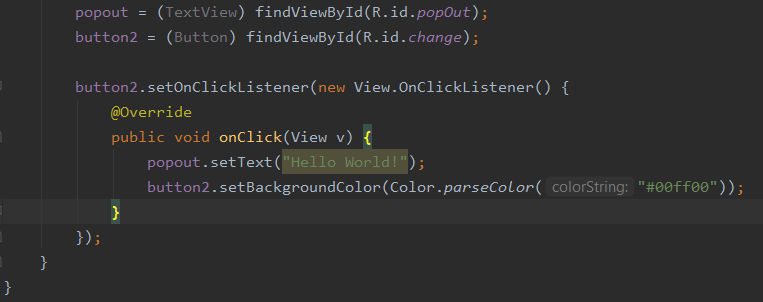 popout = (TextView) findViewById(R.id.popOut);
button2 = (Button) findViewById(R.id.change);
button2.setOnClickListener(new View.OnClickListener() {
@Override
public void onClick(View v) {
popout.setText("Hello World!");
button2.setBackgroundColor(Color.parseColor( colorString: "#00ff00"));
}
});
}
}